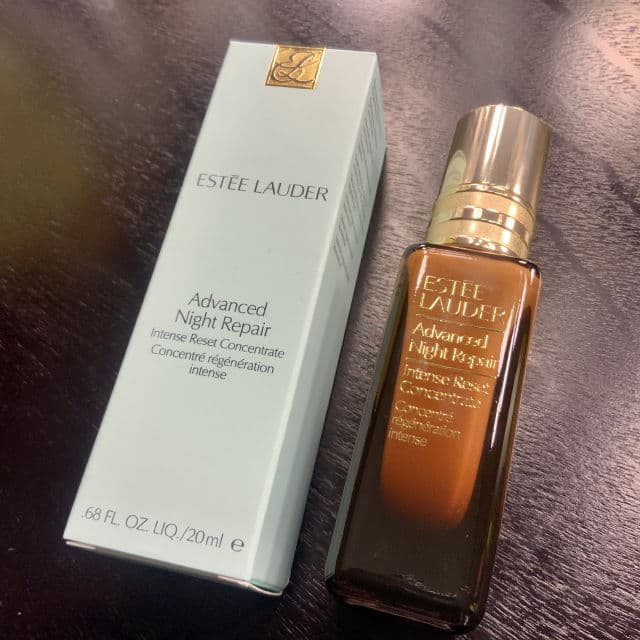 ESTĒE LAUDER
Advanced
Night Repair
Intense Reset Concentrate
Concentré régénération
intense
.68 FL. OZ. LIQ./20ml e
ESTĒE
LAUDER
Advanced
Night Repair
Intense Reset
Concentrate
Concentré
régénération
intense